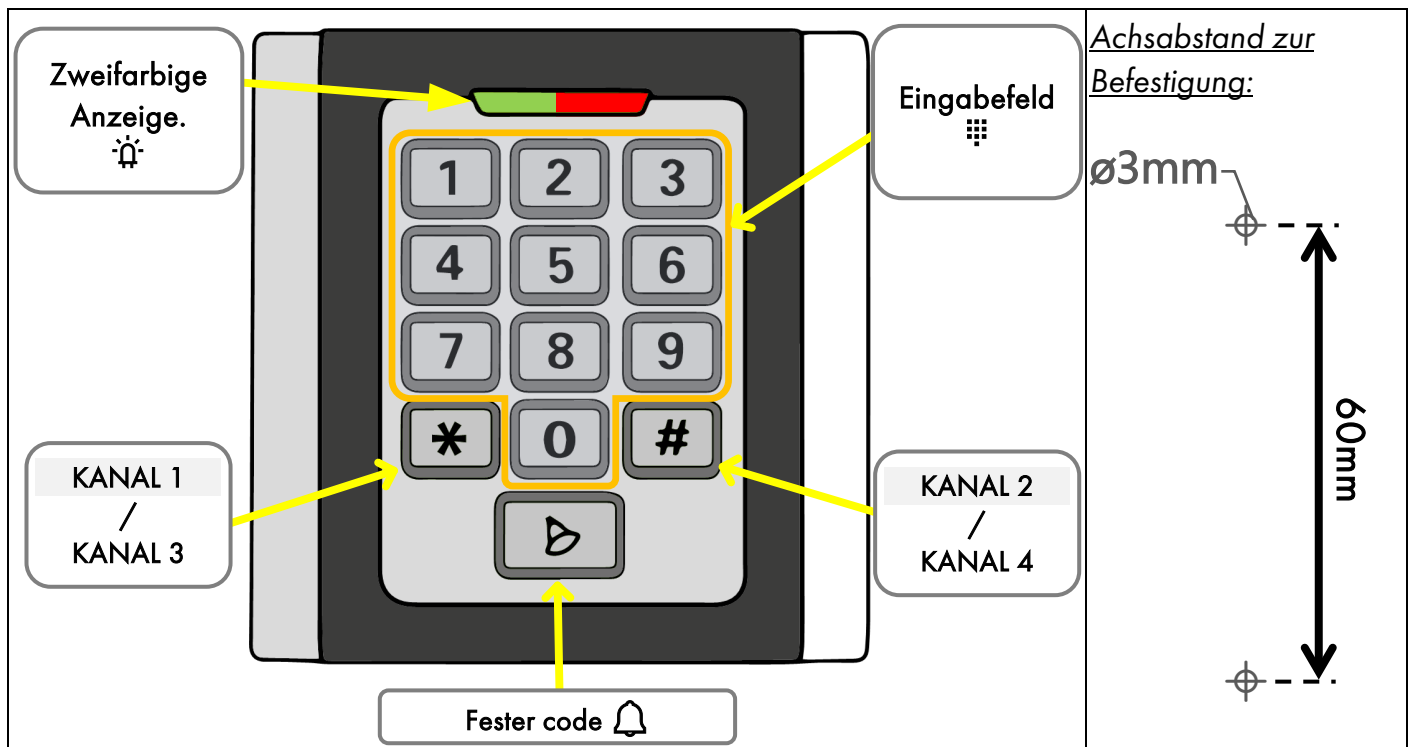 Zweifarbige
Anzeige.
Eingabefeld
1 2 3
4 5 6
7 8 9
* 0 #
KANAL 1
/
KANAL 3
KANAL 2
/
KANAL 4
Fester code
Achsabstand zur
Befestigung:
ø3mm
60mm